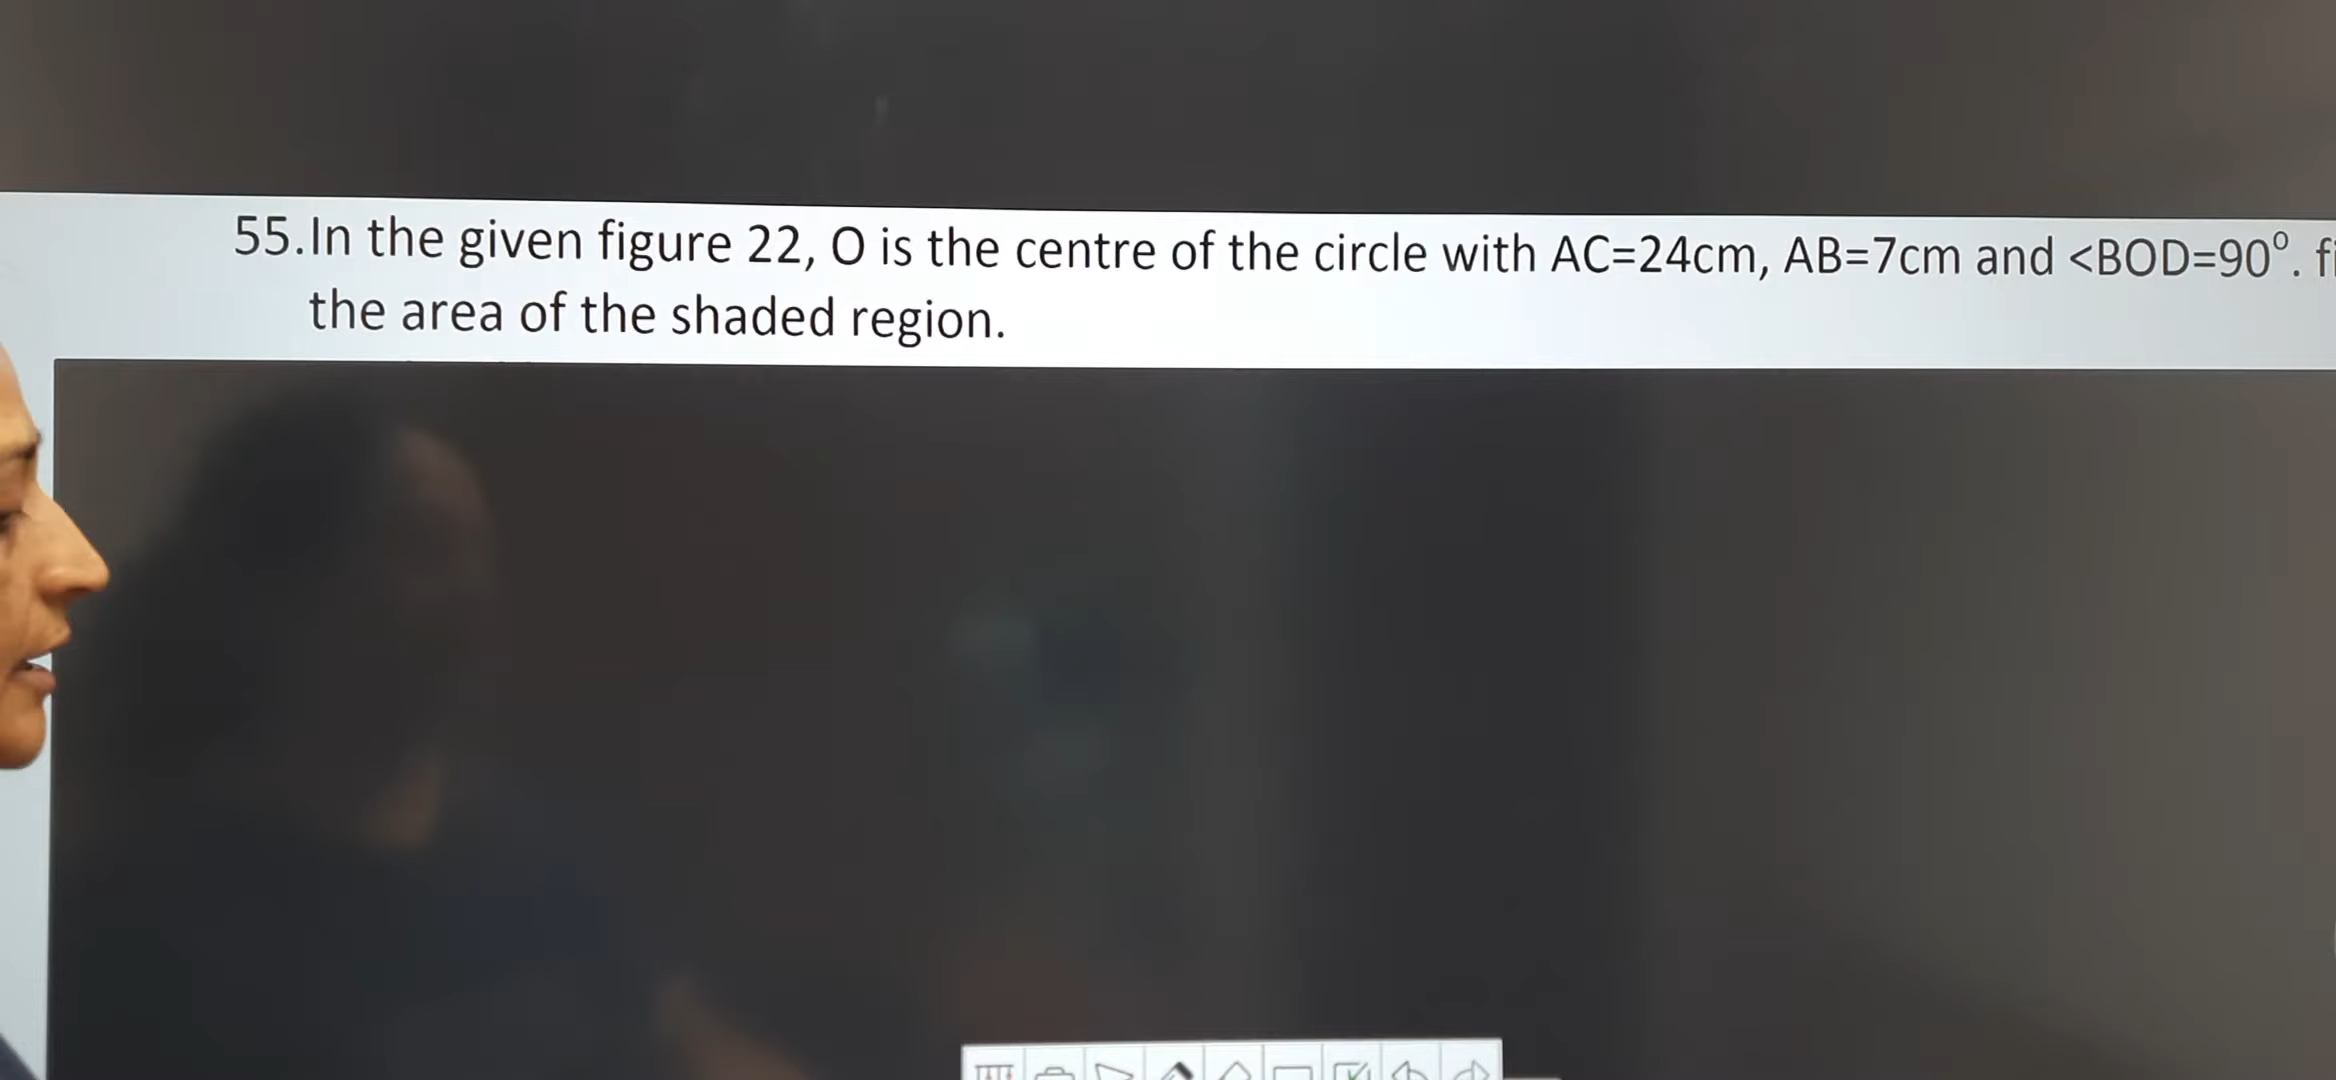 55.In the given figure 22, O is the centre of the circle with AC=24cm, AB=7cm and <BOD=90⁰.
the area of the shaded region.